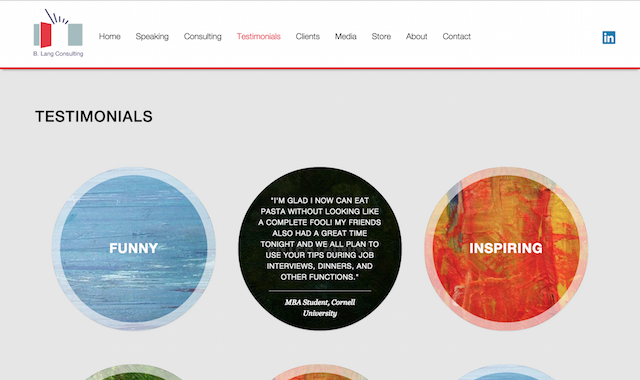 B. Lang Consulting
Home Speaking Consulting Testimonials Clients Media Store About Contact
in
TESTIMONIALS
FUNNY
"I'M GLAD I NOW CAN EAT
PASTA WITHOUT LOOKING LIKE
A COMPLETE FOOL! MY FRIENDS
ALSO HAD A GREAT TIME
TONIGHT AND WE ALL PLAN TO
USE YOUR TIPS DURING JOB
INTERVIEWS, DINNERS, AND
OTHER FUNCTIONS."
MBA Student, Cornell
University
INSPIRING